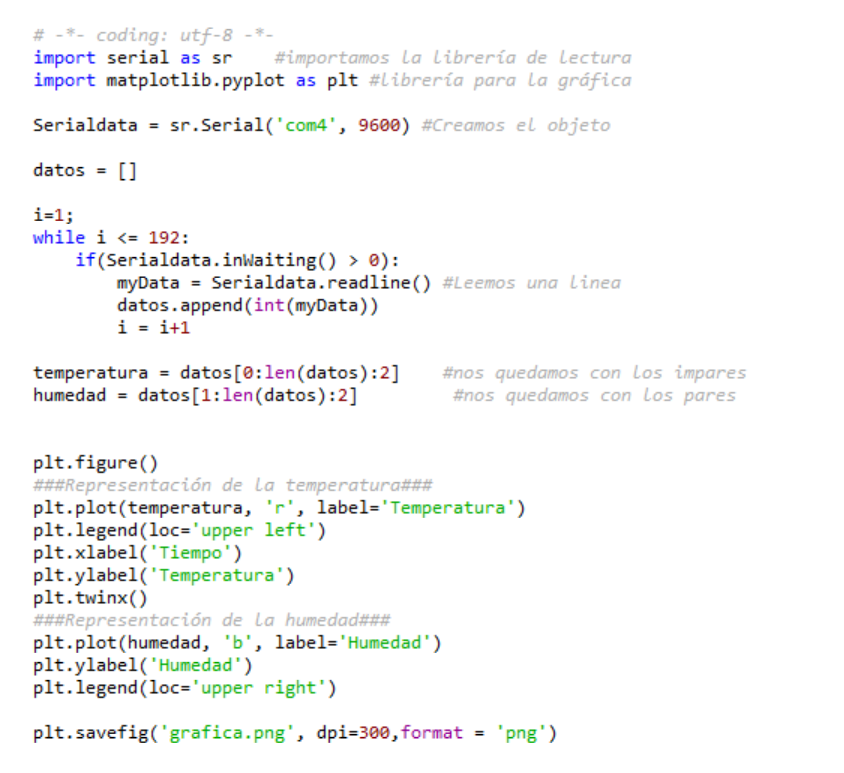 # -*- coding: utf-8 -*-
import serial as sr    #importamos la librería de lectura
import matplotlib.pyplot as plt #librería para la gráfica

Serialdata = sr.Serial('com4', 9600) #Creamos el objeto

datos = []

i=1;
while i <= 192:
    if(Serialdata.inWaiting() > 0):
        myData = Serialdata.readline() #Leemos una linea
        datos.append(int(myData))
        i = i+1

temperatura = datos[0:len(datos):2]    #nos quedamos con los impares
humedad = datos[1:len(datos):2]         #nos quedamos con los pares


plt.figure()
###Representación de la temperatura###
plt.plot(temperatura, 'r', label='Temperatura')
plt.legend(loc='upper left')
plt.xlabel('Tiempo')
plt.ylabel('Temperatura')
plt.twinx()
###Representación de la humedad###
plt.plot(humedad, 'b', label='Humedad')
plt.ylabel('Humedad')
plt.legend(loc='upper right')

plt.savefig('grafica.png', dpi=300,format = 'png')